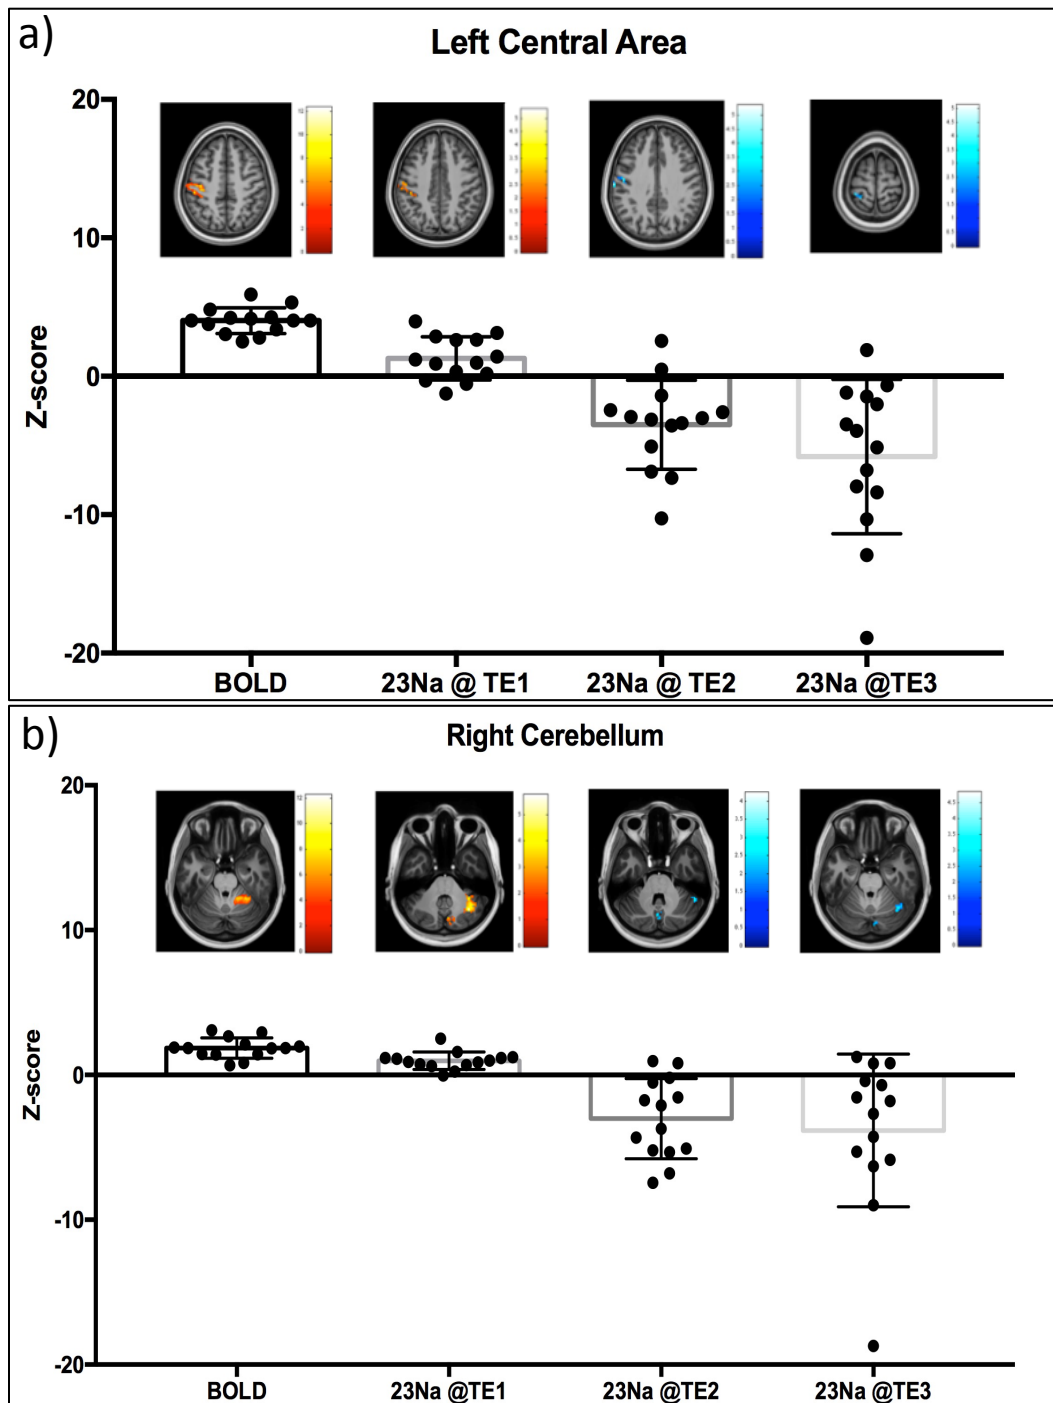 a)
Left Central Area
20
10
0
-10
-20
Z-score
BOLD
23Na @ TE1
23Na @ TE2
23Na @TE3
b)
Right Cerebellum
20
10
0
-10
-20
Z-score
BOLD
23Na @TE1
23Na @TE2
23Na @TE3